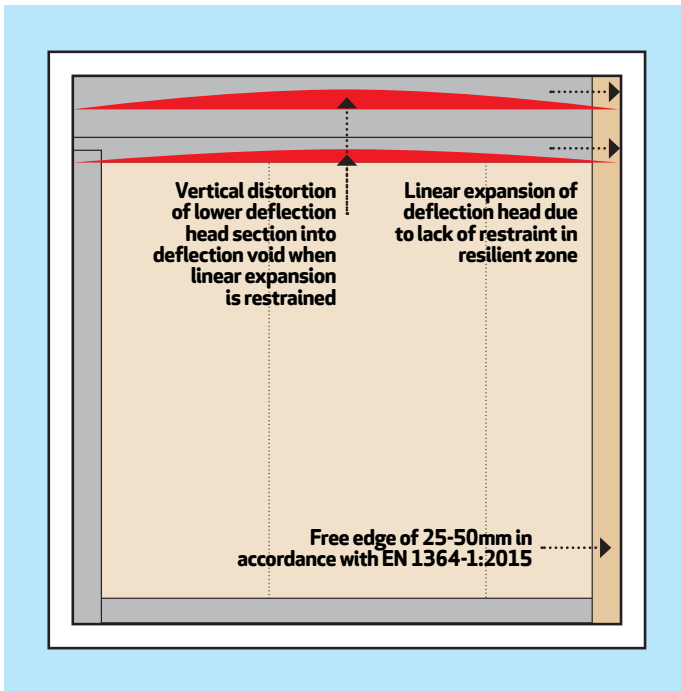 Vertical distortion
of lower deflection
head section into
deflection void when
linear expansion
is restrained
Linear expansion of
deflection head due
to lack of restraint in
resilient zone
Free edge of 25-50mm in
accordance with EN 1364-1:2015